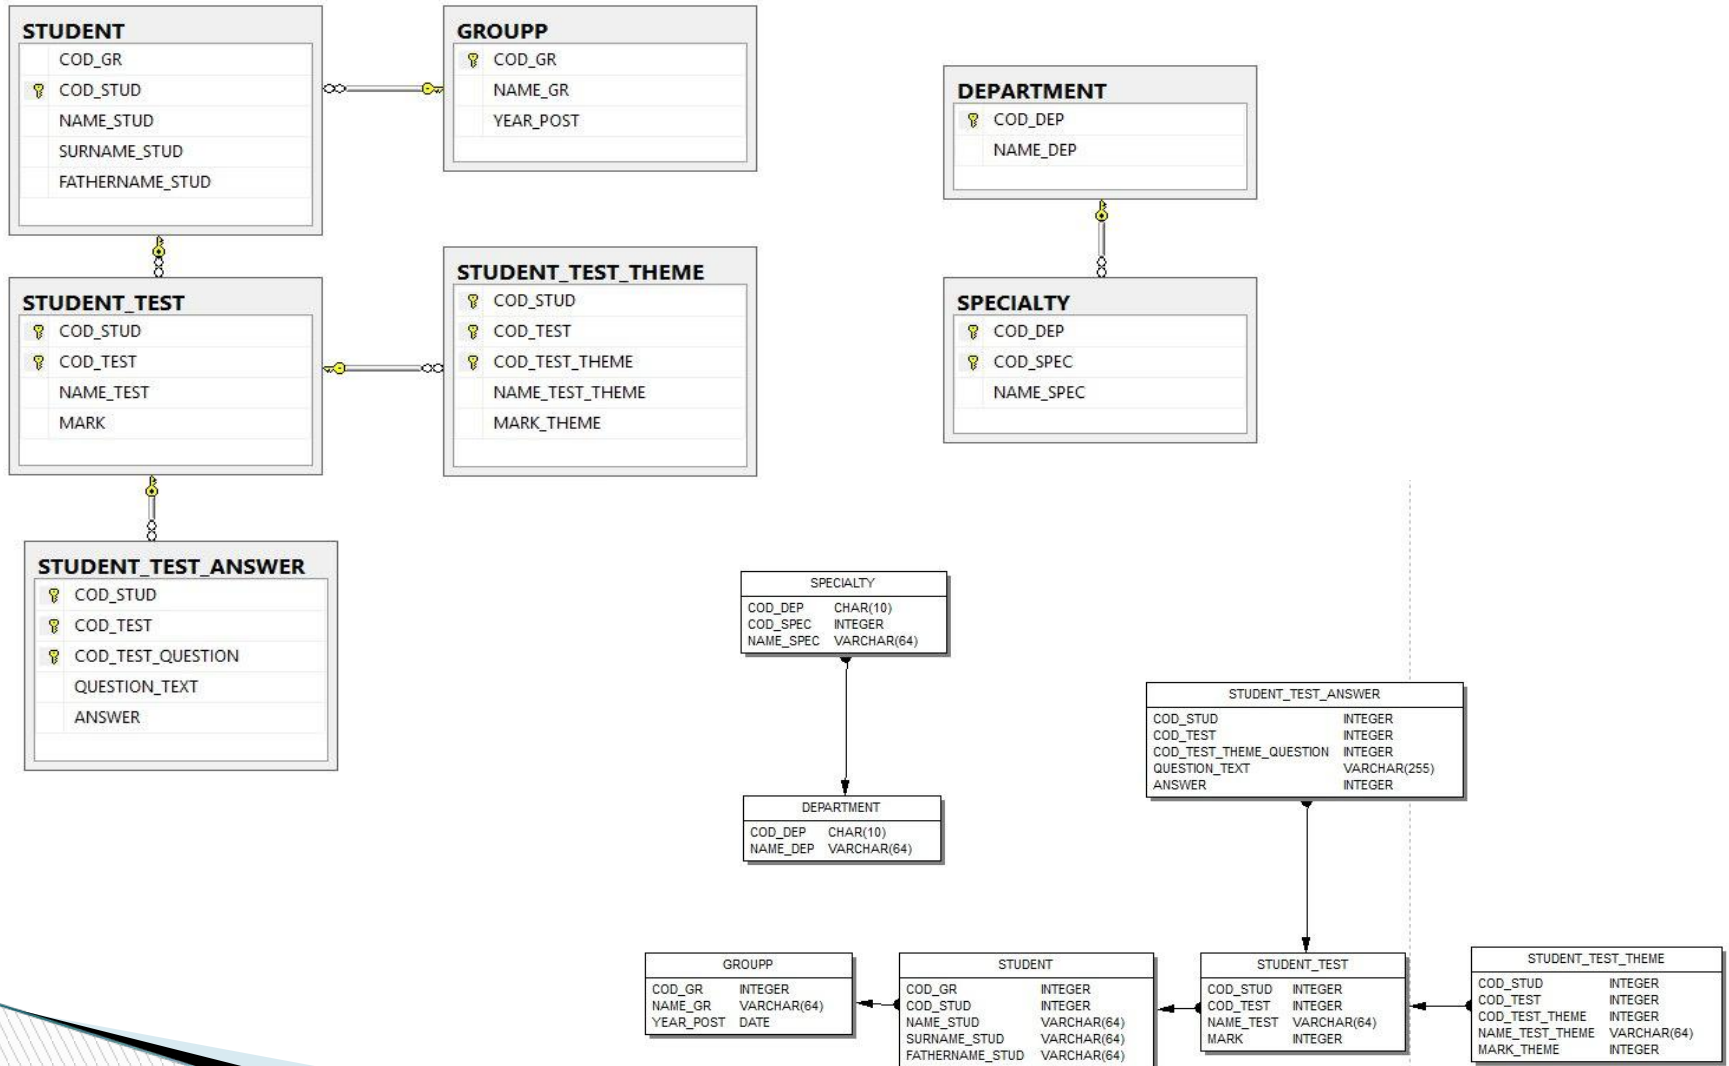 STUDENT
COD_GR
COD_STUD
NAME_STUD
SURNAME_STUD
FATHERNAME_STUD
GROUPP
COD_GR
NAME_GR
YEAR_POST
DEPARTMENT
COD_DEP
NAME_DEP
STUDENT_TEST
COD_STUD
COD_TEST
NAME_TEST
MARK
STUDENT_TEST_THEME
COD_STUD
COD_TEST
COD_TEST_THEME
NAME_TEST_THEME
MARK_THEME
SPECIALTY
COD_DEP
COD_SPEC
NAME_SPEC
STUDENT_TEST_ANSWER
COD_STUD
COD_TEST
COD_TEST_QUESTION
QUESTION_TEXT
ANSWER
SPECIALTY
COD_DEP CHAR(10)
COD_SPEC INTEGER
NAME_SPEC VARCHAR(64)
STUDENT_TEST_ANSWER
COD_STUD INTEGER
COD_TEST INTEGER
COD_TEST_THEME_QUESTION INTEGER
QUESTION_TEXT VARCHAR(255)
ANSWER INTEGER
DEPARTMENT
COD_DEP CHAR(10)
NAME_DEP VARCHAR(64)
GROUPP
COD_GR INTEGER
NAME_GR VARCHAR(64)
YEAR_POST DATE
STUDENT
COD_GR INTEGER
COD_STUD INTEGER
NAME_STUD VARCHAR(64)
SURNAME_STUD VARCHAR(64)
FATHERNAME_STUD VARCHAR(64)
STUDENT_TEST
COD_STUD INTEGER
COD_TEST INTEGER
NAME_TEST VARCHAR(64)
MARK INTEGER
STUDENT_TEST_THEME
COD_STUD INTEGER
COD_TEST INTEGER
COD_TEST_THEME INTEGER
NAME_TEST_THEME VARCHAR(64)
MARK_THEME INTEGER